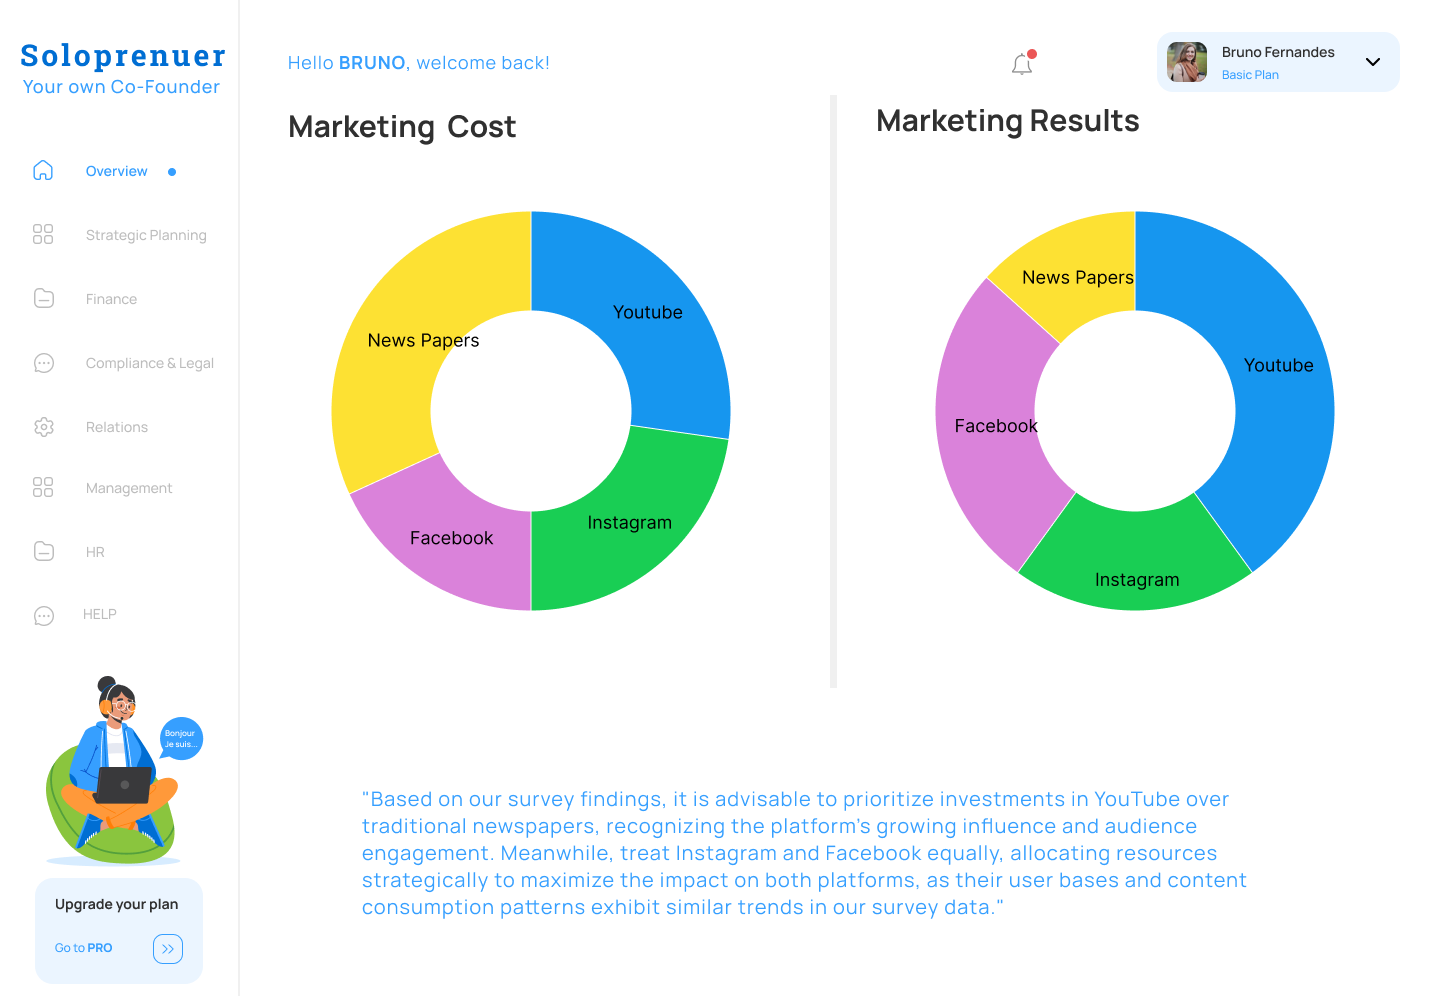 Soloprenuer
Your own Co-Founder
Hello BRUNO, welcome back!
Bruno Fernandes
Basic Plan
Overview
Strategic Planning
Finance
Compliance & Legal
Relations
Management
HR
HELP
Bonjour
Je suis...
Upgrade your plan
Go to PRO
Marketing Cost
Youtube
News Papers
Instagram
Facebook
Marketing Results
News Papers
Youtube
Facebook
Instagram
"Based on our survey findings, it is advisable to prioritize investments in YouTube over
traditional newspapers, recognizing the platform's growing influence and audience
engagement. Meanwhile, treat Instagram and Facebook equally, allocating resources
strategically to maximize the impact on both platforms, as their user bases and content
consumption patterns exhibit similar trends in our survey data."